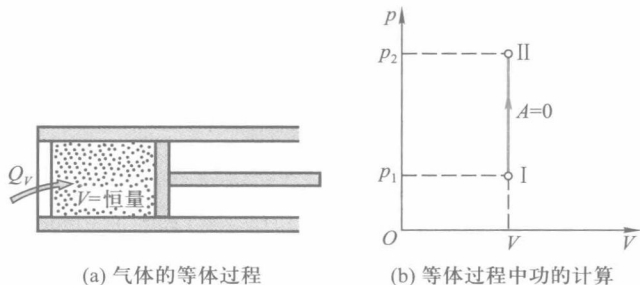 Q_V
V=恒量
(a) 气体的等体过程
p
p_2
II
A=0
p_1
I
O
V
V
(b) 等体过程中功的计算